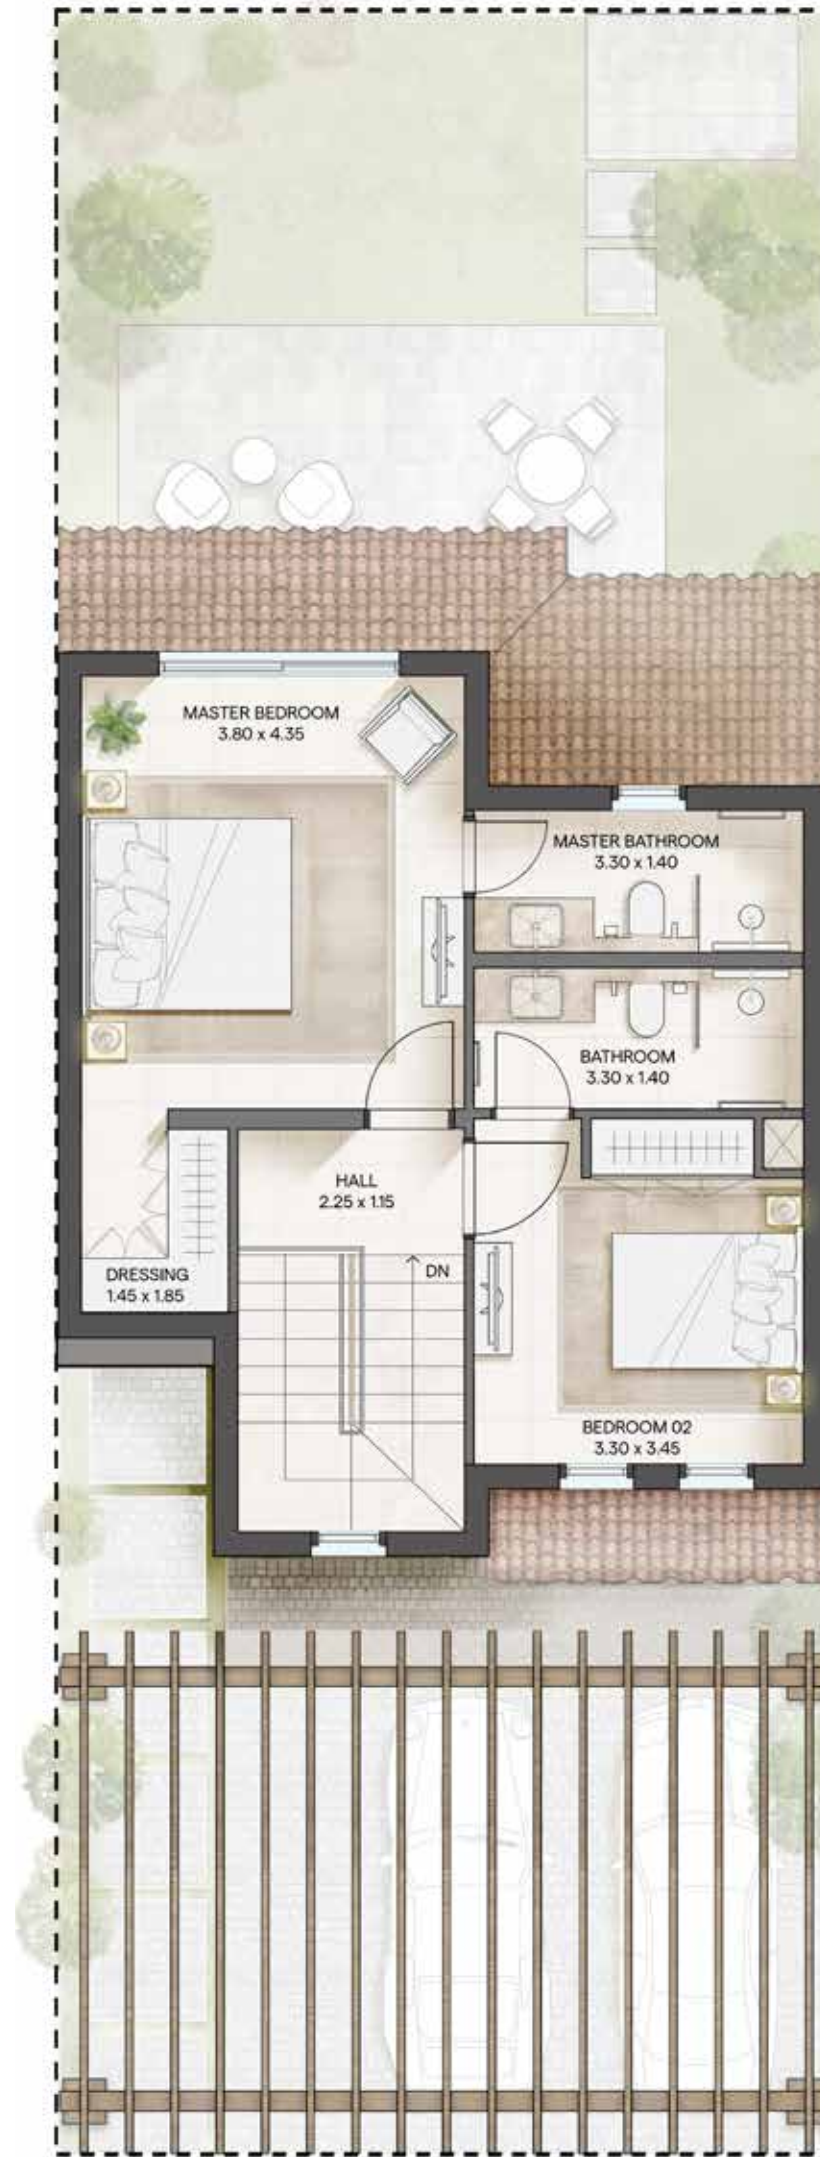 MASTER BEDROOM
3.80 x 4.35
MASTER BATHROOM
3.30 x 1.40
BATHROOM
3.30 x 1.40
HALL
2.25 x 1.15
DN
DRESSING
1.45 x 1.85
BEDROOM 02
3.30 x 3.45